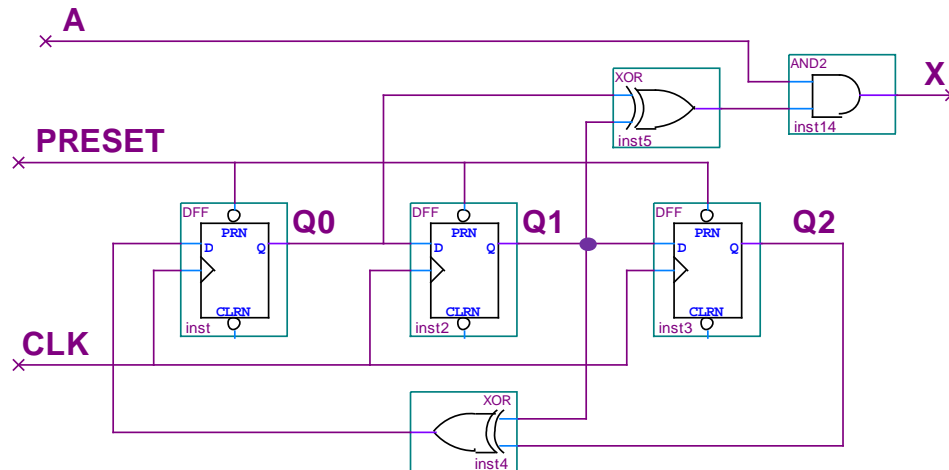 A
AND2
X
XOR
inst14
PRESET
inst5
DFF
Q0
DFF
Q1
DFF
Q2
PRN
PRN
PRN
D
Q
D
Q
D
Q
CLRN
CLRN
CLRN
inst
inst2
inst3
CLK
XOR
inst4